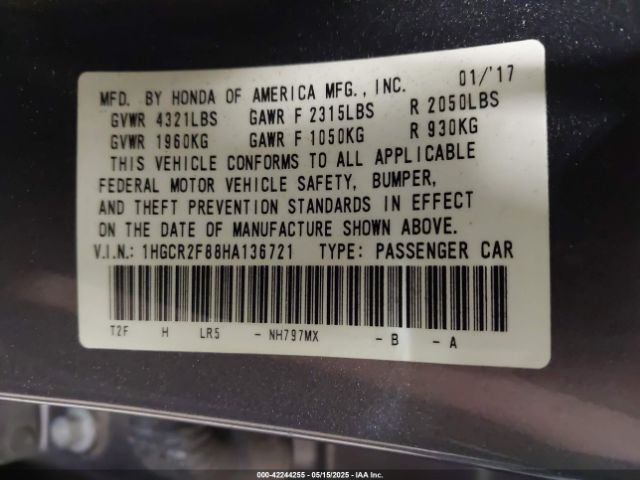 MFD. BY HONDA OF AMERICA MFG., INC. 01/'17
GVWR 4321LBS GAWR F 2315LBS R 2050LBS
GVWR 1960KG GAWR F 1050KG R 930KG
THIS VEHICLE CONFORMS TO ALL APPLICABLE
FEDERAL MOTOR VEHICLE SAFETY, BUMPER,
AND THEFT PREVENTION STANDARDS IN EFFECT
ON THE DATE OF MANUFACTURE SHOWN ABOVE.
V.I.N.: 1HGCR2F88HA136721 TYPE: PASSENGER CAR
T2F H LR5 - NH797MX - B - A
000-42244255 - 05/15/2025 - IAA Inc.